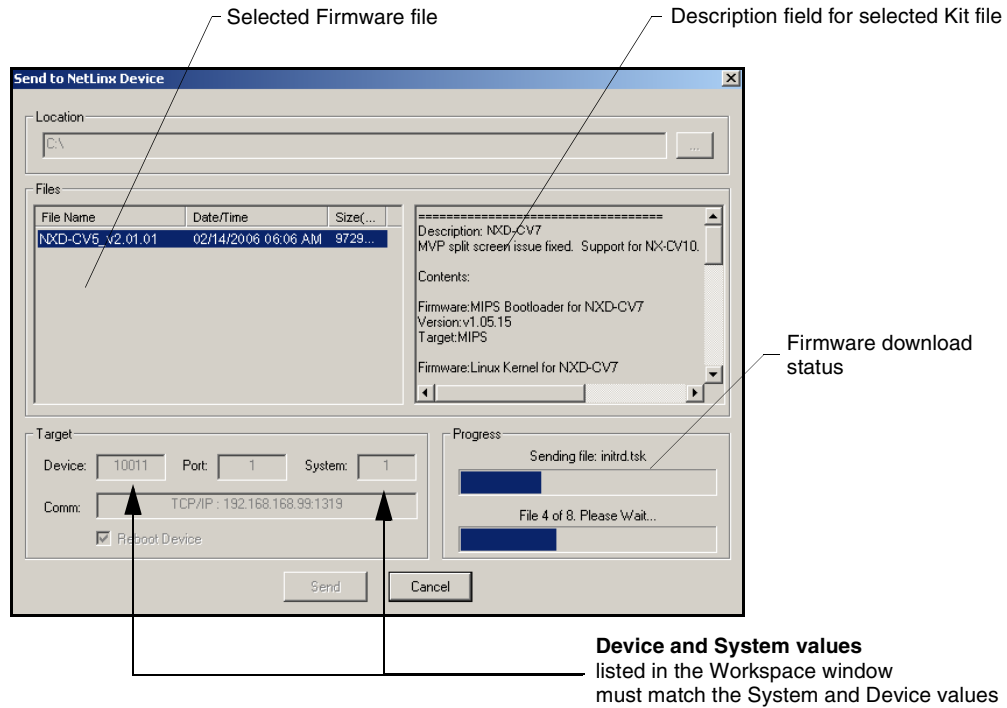 Selected Firmware file
Description field for selected Kit file
Send to NetLinx Device
Location
C:\
...
Files
File Name Date/Time Size(...
NXD-CV5_v2.01.01 02/14/2006 06:06 AM 9729...
===================================
Description: NXD-CV7
MVP split screen issue fixed. Support for NX-CV10.
Contents:
Firmware:MIPS Bootloader for NXD-CV7
Version:v1.05.15
Target:MIPS
Firmware:Linux Kernel for NXD-CV7
Firmware download
status
Target
Device: 10011 Port: 1 System: 1
Comm: TCP/IP : 192.168.168.99:1319
Reboot Device
Progress
Sending file: initrd.tsk
File 4 of 8. Please Wait...
Send
Cancel
Device and System values
listed in the Workspace window
must match the System and Device values